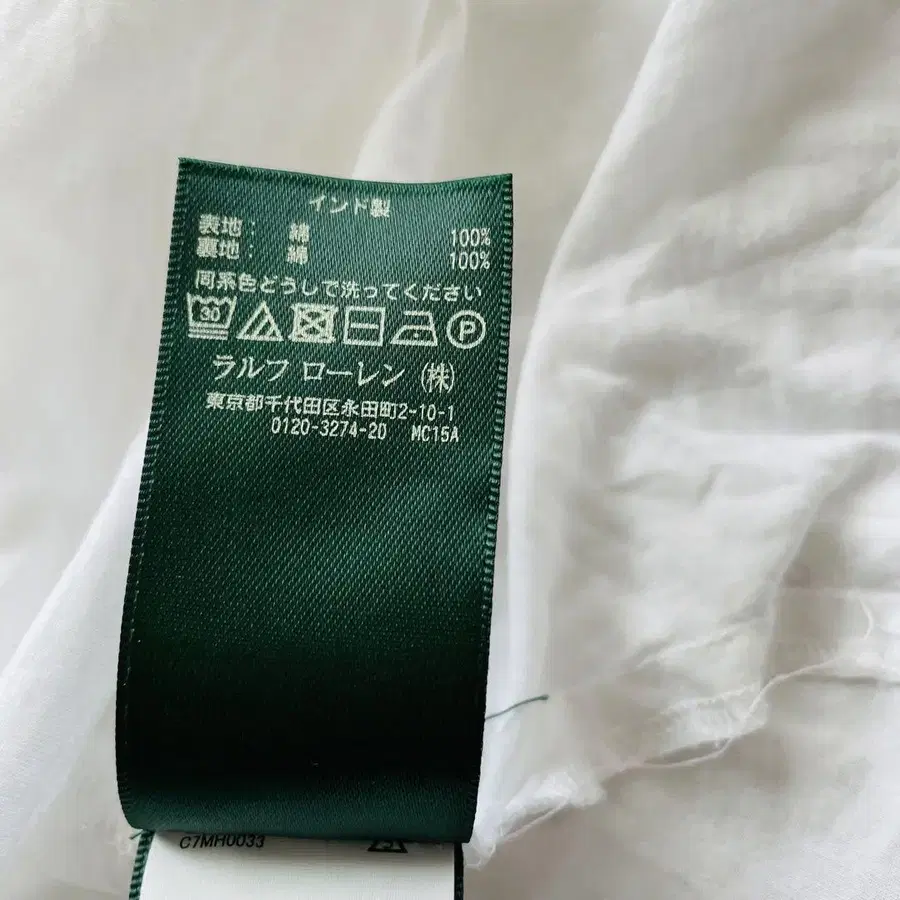 インド製
表地: 綿 100%
裏地: 綿 100%
同系色どうしで洗ってください
30 P
ラルフ ローレン (株)
東京都千代田区永田町2-10-1
0120-3274-20 MC15A
C7MH0033